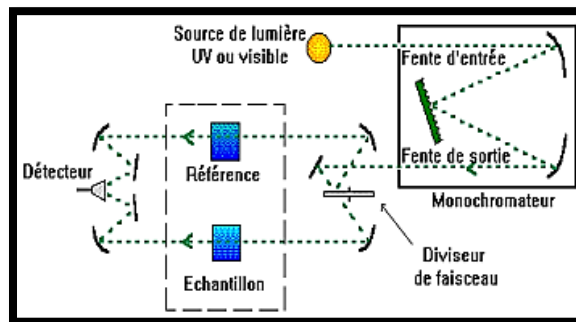 Source de lumière
UV ou visible
Fente d'entrée
Fente de sortie
Monochromateur
Détecteur
Référence
Echantillon
Diviseur
de faisceau